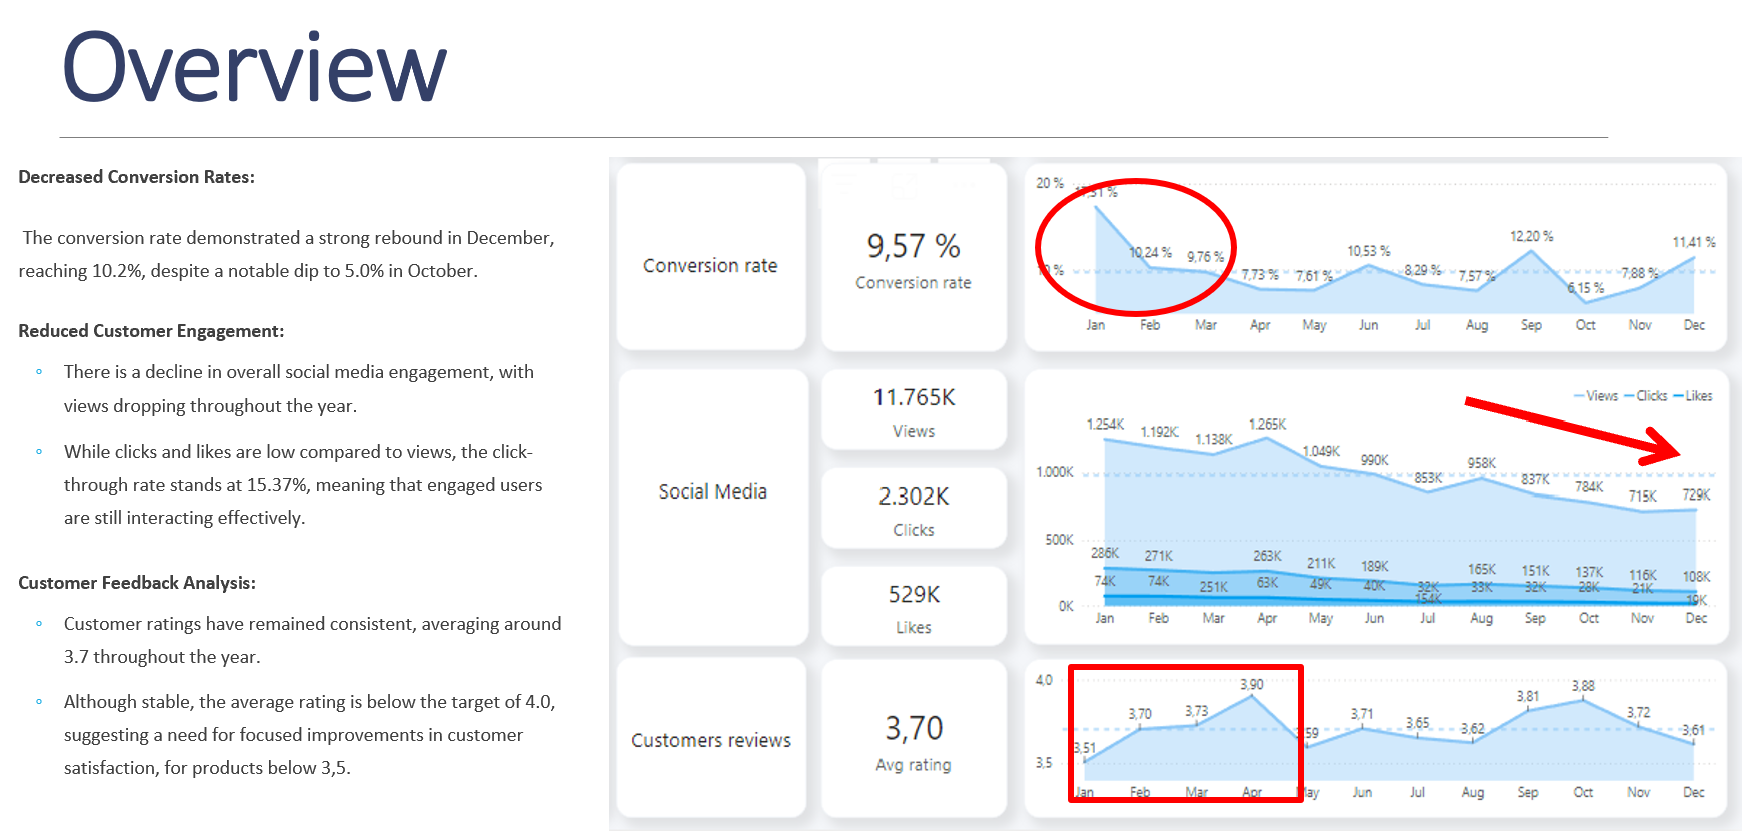 Overview
Decreased Conversion Rates:
The conversion rate demonstrated a strong rebound in December,
reaching 10.2%, despite a notable dip to 5.0% in October.
Reduced Customer Engagement:
There is a decline in overall social media engagement, with
views dropping throughout the year.
While clicks and likes are low compared to views, the click-
through rate stands at 15.37%, meaning that engaged users
are still interacting effectively.
Customer Feedback Analysis:
Customer ratings have remained consistent, averaging around
3.7 throughout the year.
Although stable, the average rating is below the target of 4.0,
suggesting a need for focused improvements in customer
satisfaction, for products below 3,5.
Conversion rate
9,57 %
Conversion rate
20 %
10,24 % 9,76 % 7,73 % 7,61 % 10,53 % 8,29 % 7,57 % 12,20 % 6,15 % 7,88 % 11,41 %
Jan Feb Mar Apr May Jun Jul Aug Sep Oct Nov Dec
Social Media
11.765K
Views
2.302K
Clicks
529K
Likes
Views Clicks Likes
1.254K 1.192K 1.138K 1.265K 1.049K 990K 853K 958K 837K 784K 715K 729K
1.000K
500K
286K 271K 251K 263K 211K 189K 154K 165K 151K 137K 116K 108K
74K 74K 63K 49K 40K 32K 33K 32K 28K 21K 19K
0K
Jan Feb Mar Apr May Jun Jul Aug Sep Oct Nov Dec
Customers reviews
3,70
Avg rating
4,0
3,51 3,70 3,73 3,90 3,71 3,65 3,62 3,81 3,88 3,72 3,61
3,5
Jan Feb Mar Apr May Jun Jul Aug Sep Oct Nov Dec